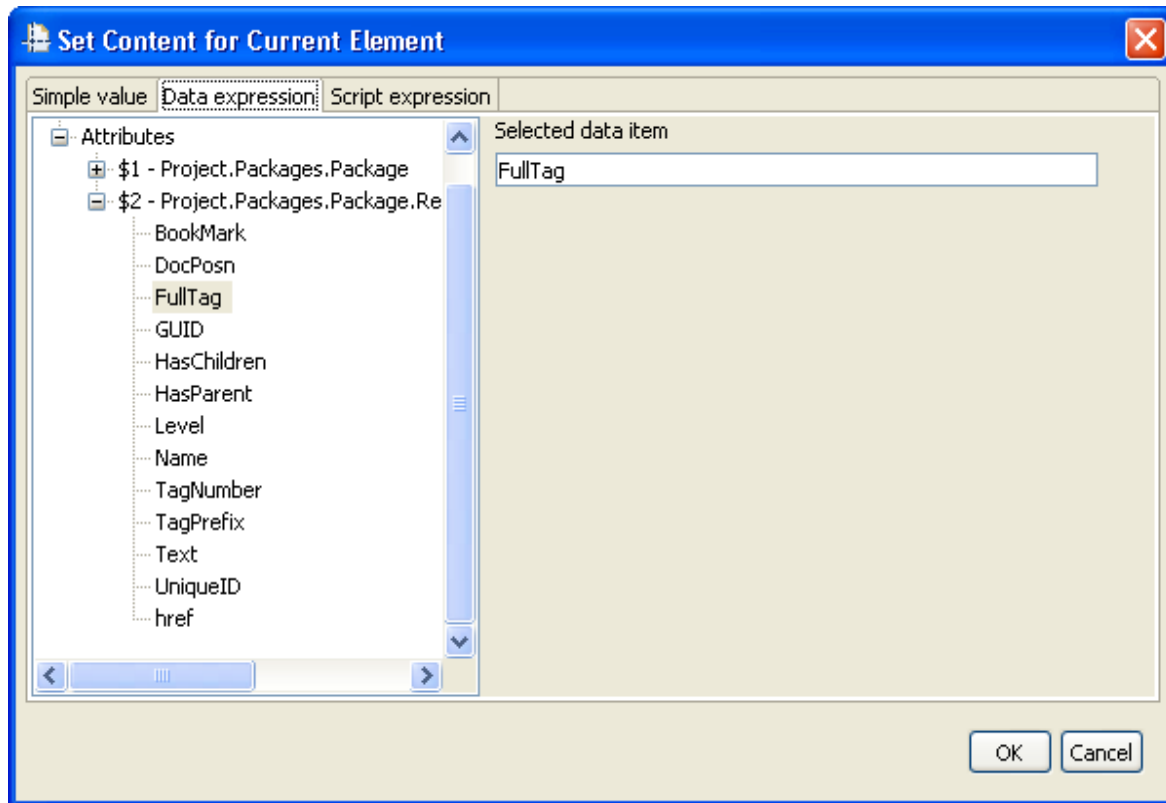 Set Content for Current Element
Simple value Data expression Script expression
Attributes
$1 - Project.Packages.Package
$2 - Project.Packages.Package.Re
BookMark
DocPosn
FullTag
GUID
HasChildren
HasParent
Level
Name
TagNumber
TagPrefix
Text
UniqueID
href
Selected data item
FullTag
OK Cancel